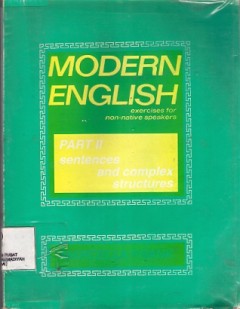 MODERN
ENGLISH
exercises for
non-native speakers
PART II
sentences
and complex
structures